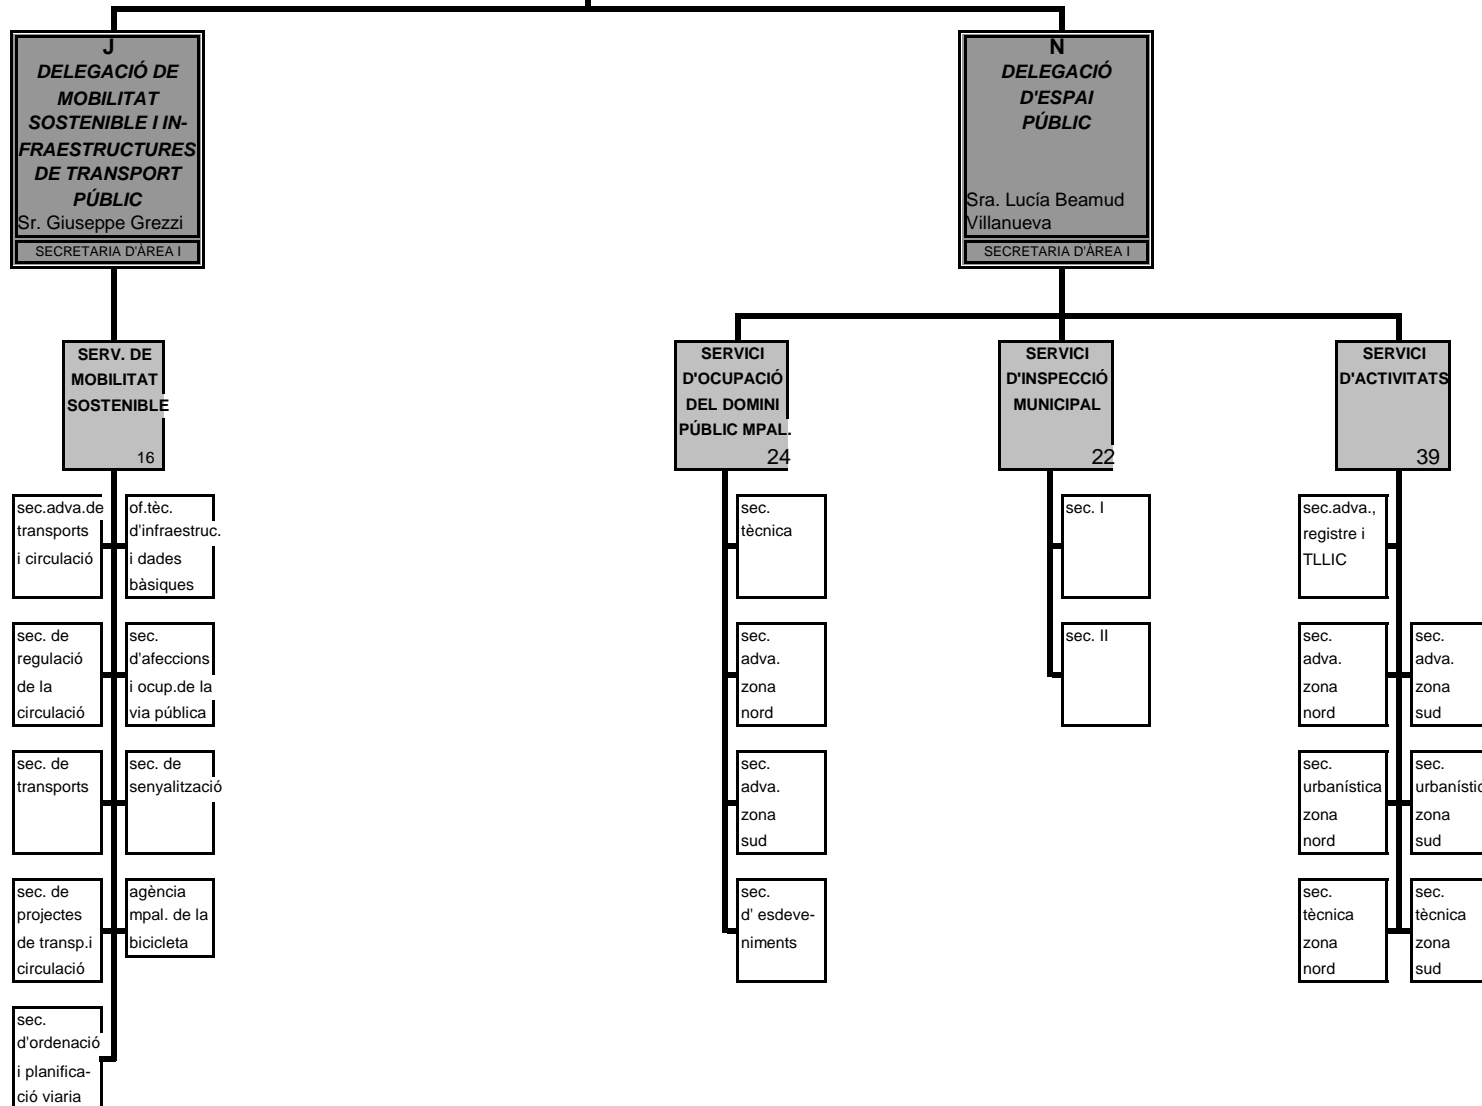 J
DELEGACIÓ DE
MOBILITAT
SOSTENIBLE I IN-
FRAESTRUCTURES
DE TRANSPORT
PÚBLIC
Sr. Giuseppe Grezzi
SECRETARIA D'ÀREA I
N
DELEGACIÓ
D'ESPAI
PÚBLIC
Sra. Lucía Beamud
Villanueva
SECRETARIA D'ÀREA I
SERV. DE
MOBILITAT
SOSTENIBLE
16
SERVICI
D'OCUPACIÓ
DEL DOMINI
PÚBLIC MPAL.
24
SERVICI
D'INSPECCIÓ
MUNICIPAL
22
SERVICI
D'ACTIVITATS
39
sec.adva.de
transports
i circulació
of.tèc.
d'infraestruc.
i dades
bàsiques
sec. de
regulació
de la
circulació
sec.
d'afeccions
i ocup.de la
via pública
sec. de
transports
sec. de
senyalització
sec. de
projectes
de transp.i
circulació
agència
mpal. de la
bicicleta
sec.
d'ordenació
i planifica-
ció viaria
sec.
tècnica
sec.
adva.
zona
nord
sec.
adva.
zona
sud
sec.
d' esdeve-
niments
sec. I
sec. II
sec.adva.,
registre i
TLLIC
sec.
adva.
zona
nord
sec.
adva.
zona
sud
sec.
urbanística
zona
nord
sec.
urbanístic
zona
sud
sec.
tècnica
zona
nord
sec.
tècnica
zona
sud